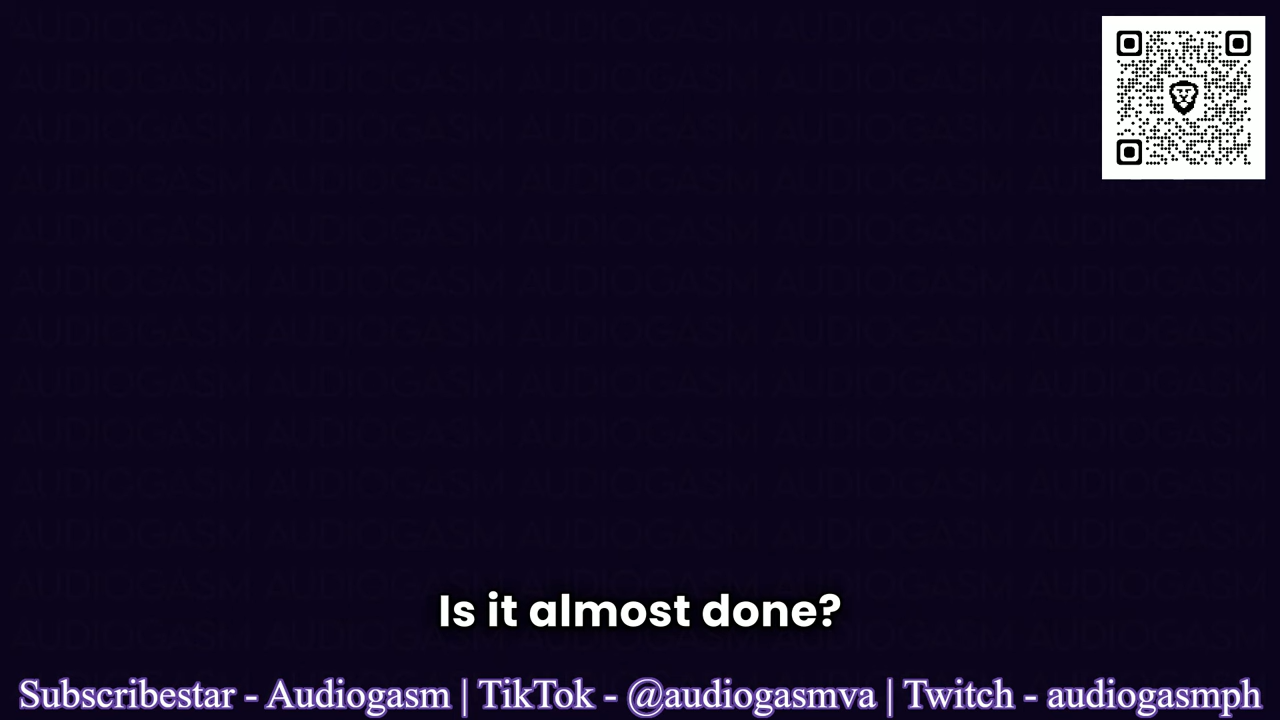 Is it almost done?
Subscribestar - Audiogasm | TikTok - @audiogasmva | Twitch - audiogasmph